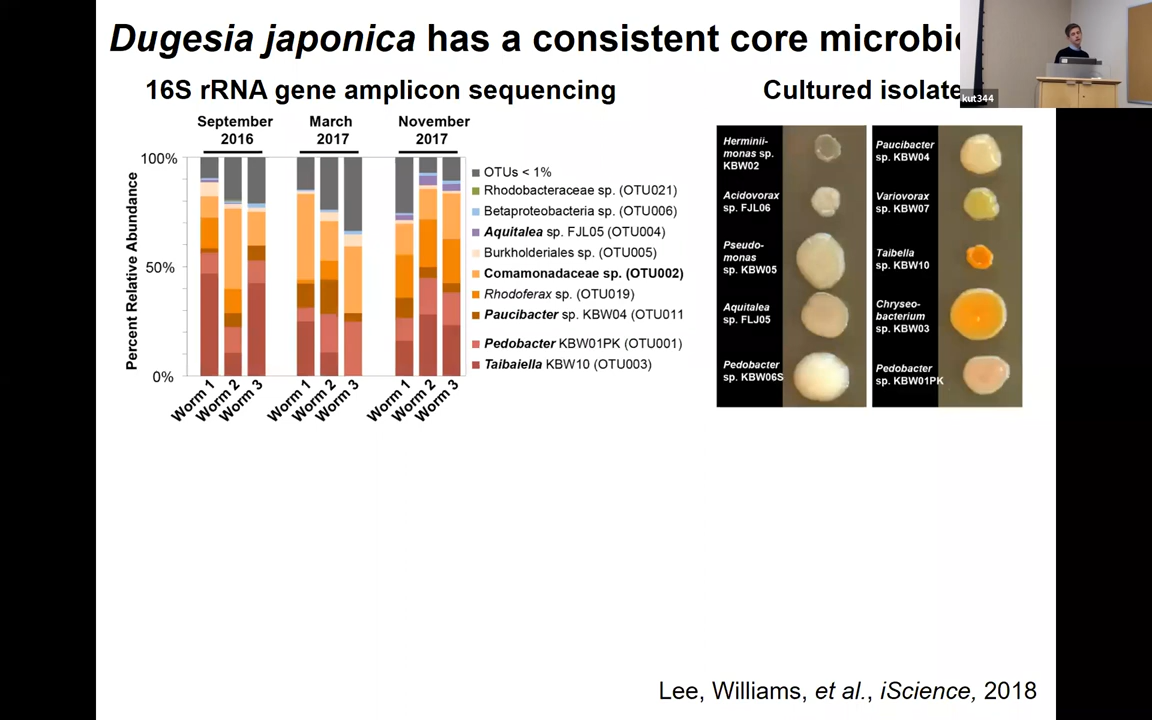 Dugesia japonica has a consistent core microbi
16S rRNA gene amplicon sequencing
Cultured isolate
kut344
September
2016
March
2017
November
2017
100%
50%
0%
Percent Relative Abundance
Worm 1
Worm 2
Worm 3
Worm 1
Worm 2
Worm 3
Worm 1
Worm 2
Worm 3
OTUs < 1%
Rhodobacteraceae sp. (OTU021)
Betaproteobacteria sp. (OTU006)
Aquitalea sp. FJL05 (OTU004)
Burkholderiales sp. (OTU005)
Comamonadaceae sp. (OTU002)
Rhodoferax sp. (OTU019)
Paucibacter sp. KBW04 (OTU011
Pedobacter KBW01PK (OTU001)
Taibaiella KBW10 (OTU003)
Herminii-
monas sp.
KBW02
Acidovorax
sp. FJL06
Pseudo-
monas
sp. KBW05
Aquitalea
sp. FLJ05
Pedobacter
sp. KBW06S
Paucibacter
sp. KBW04
Variovorax
sp. KBW07
Taibella
sp. KBW10
Chryseo-
bacterium
sp. KBW03
Pedobacter
sp. KBW01PK
Lee, Williams, et al., iScience, 2018